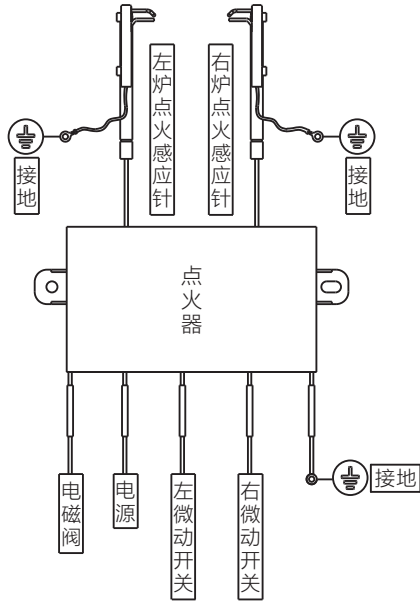 左炉点火感应针
右炉点火感应针
接地
接地
点火器
电磁阀
电源
左微动开关
右微动开关
接地